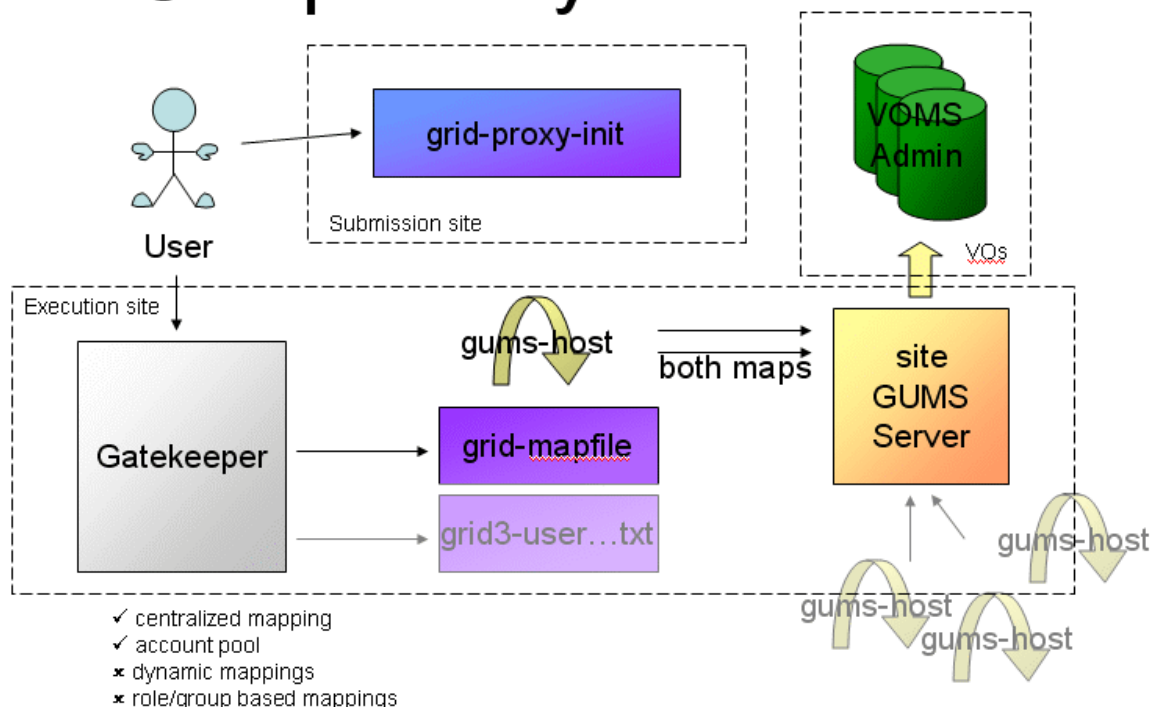 grid-proxy-init
Submission site
User
VOMS
Admin
VOs
Execution site
Gatekeeper
gums-host
both maps
grid-mapfile
grid3-user...txt
site
GUMS
Server
gums-host
gums-host
gums-host
✓ centralized mapping
✓ account pool
× dynamic mappings
× role/group based mappings